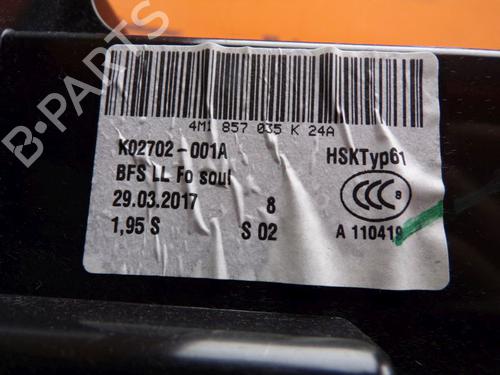 B-PARTS
4M1 857 035 K 24A
K02702-001A
HSKTyp61
BFS LL Fo soul
29.03.2017
8
1,95 S
S 02
8
A 110419